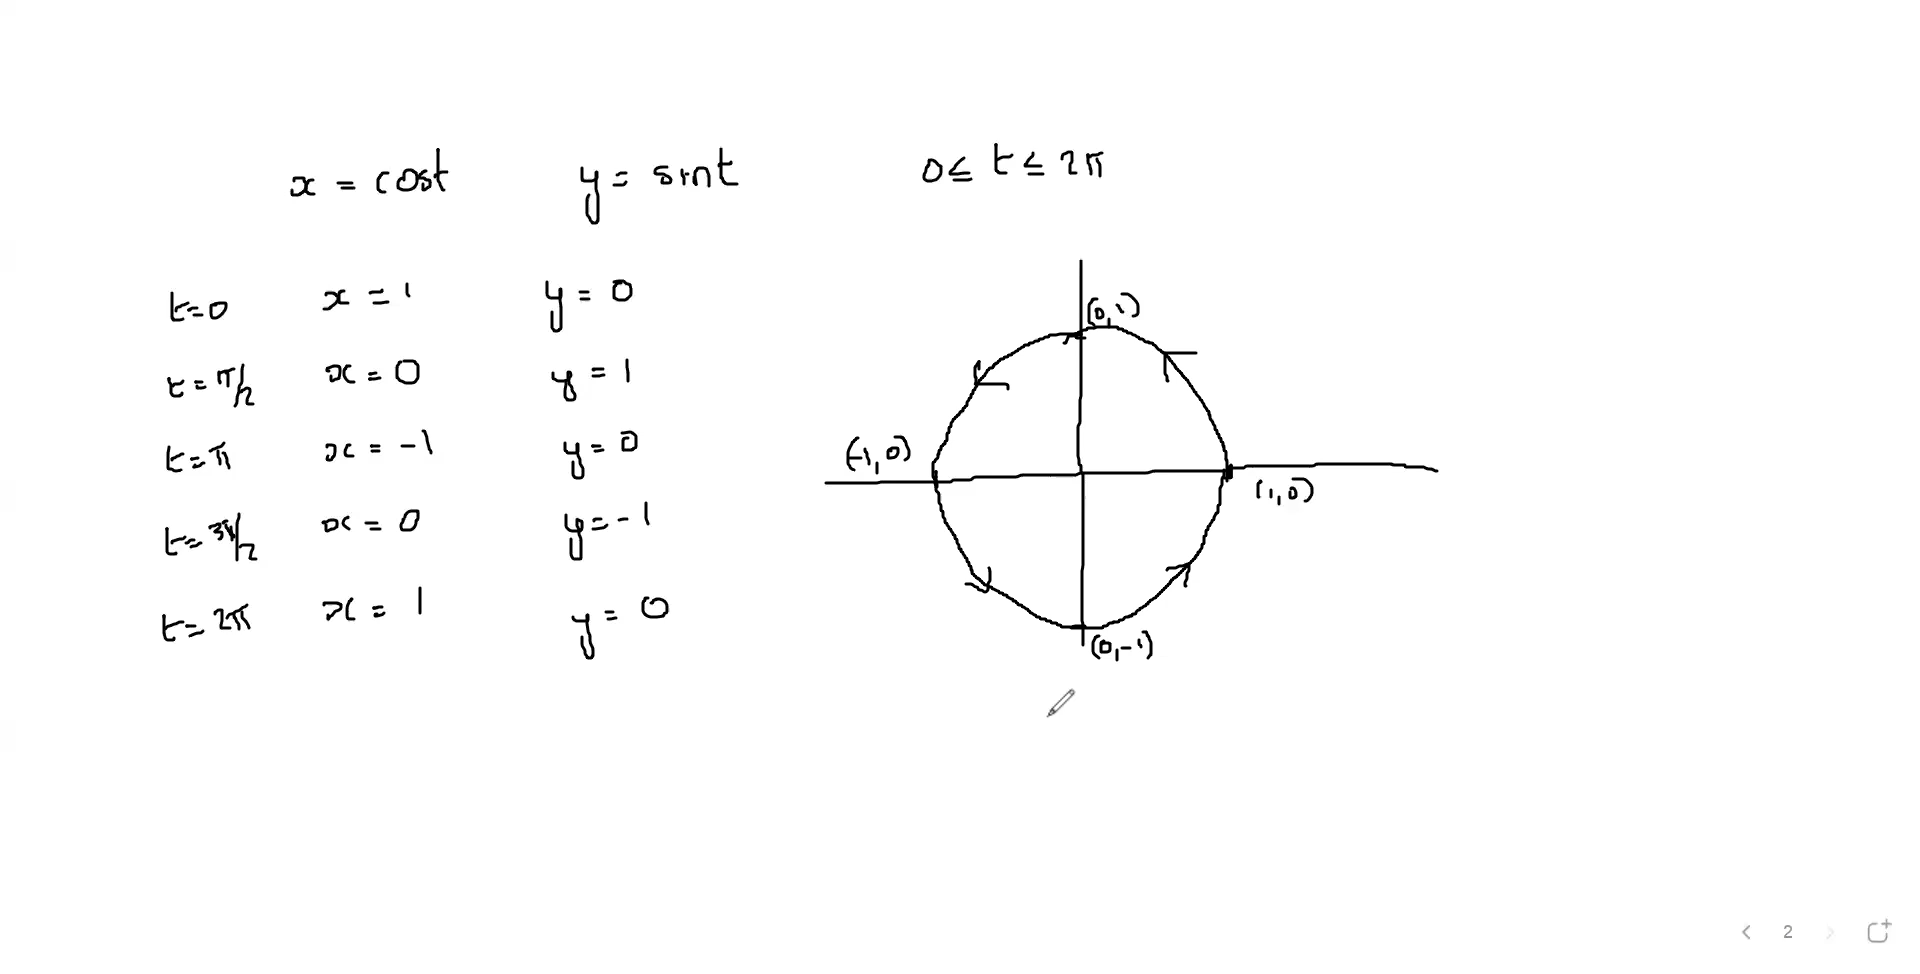 x = cost y = sint 0 ≤ t ≤ 2π
t=0 x = 1 y = 0
t=π/2 x = 0 y = 1
t=π x = -1 y = 0
t=3π/2 x = 0 y = -1
t=2π x = 1 y = 0
(0,1)
(-1,0)
(1,0)
(0,-1)
2